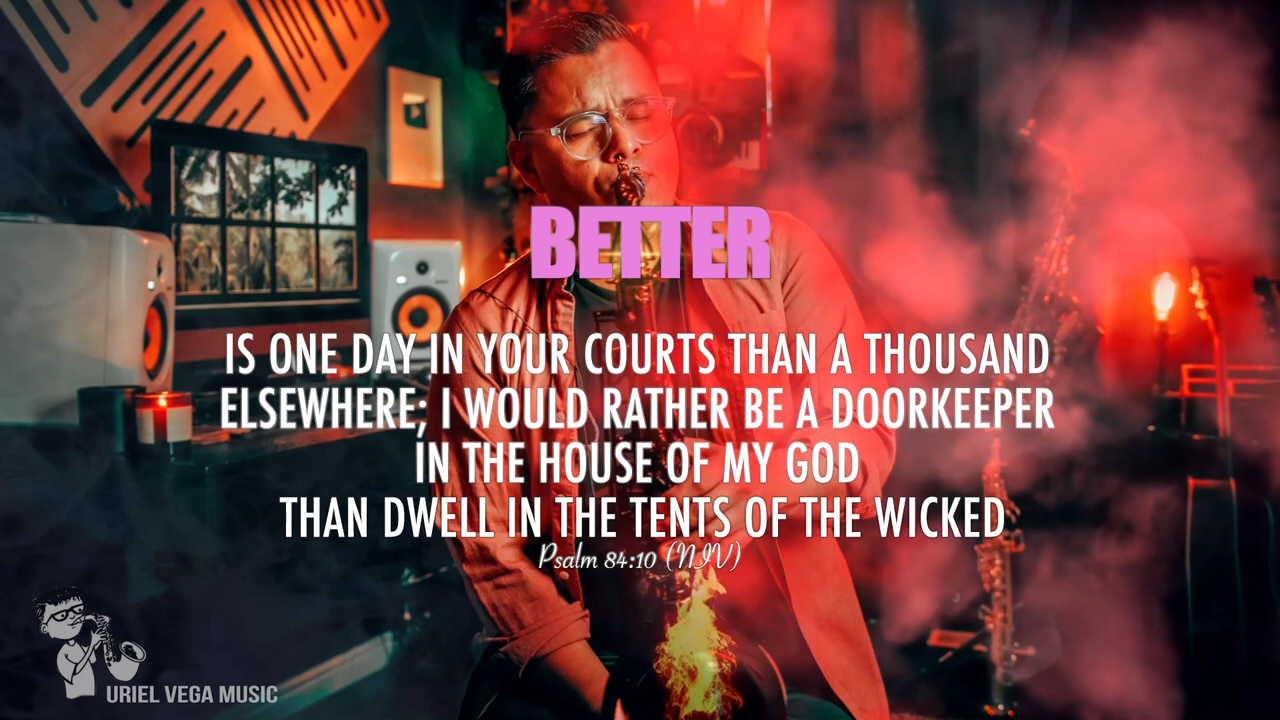 BETTER
IS ONE DAY IN YOUR COURTS THAN A THOUSAND
ELSEWHERE; I WOULD RATHER BE A DOORKEEPER
IN THE HOUSE OF MY GOD
THAN DWELL IN THE TENTS OF THE WICKED
Psalm 84:10 (NIV)
URIEL VEGA MUSIC